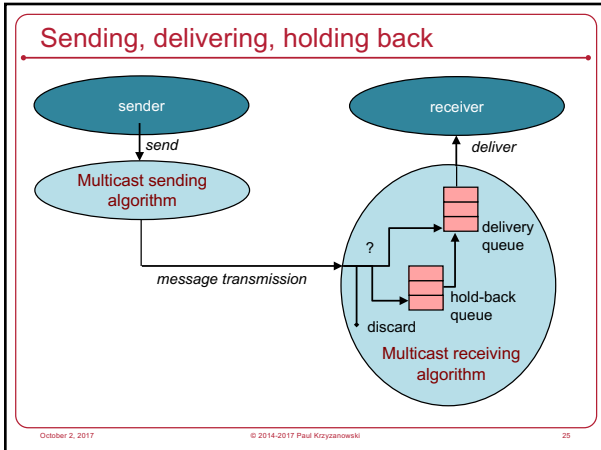 Sending, delivering, holding back
sender
receiver
send
deliver
Multicast sending
algorithm
delivery
queue
?
message transmission
hold-back
queue
discard
Multicast receiving
algorithm
October 2, 2017
© 2014-2017 Paul Krzyzanowski
25